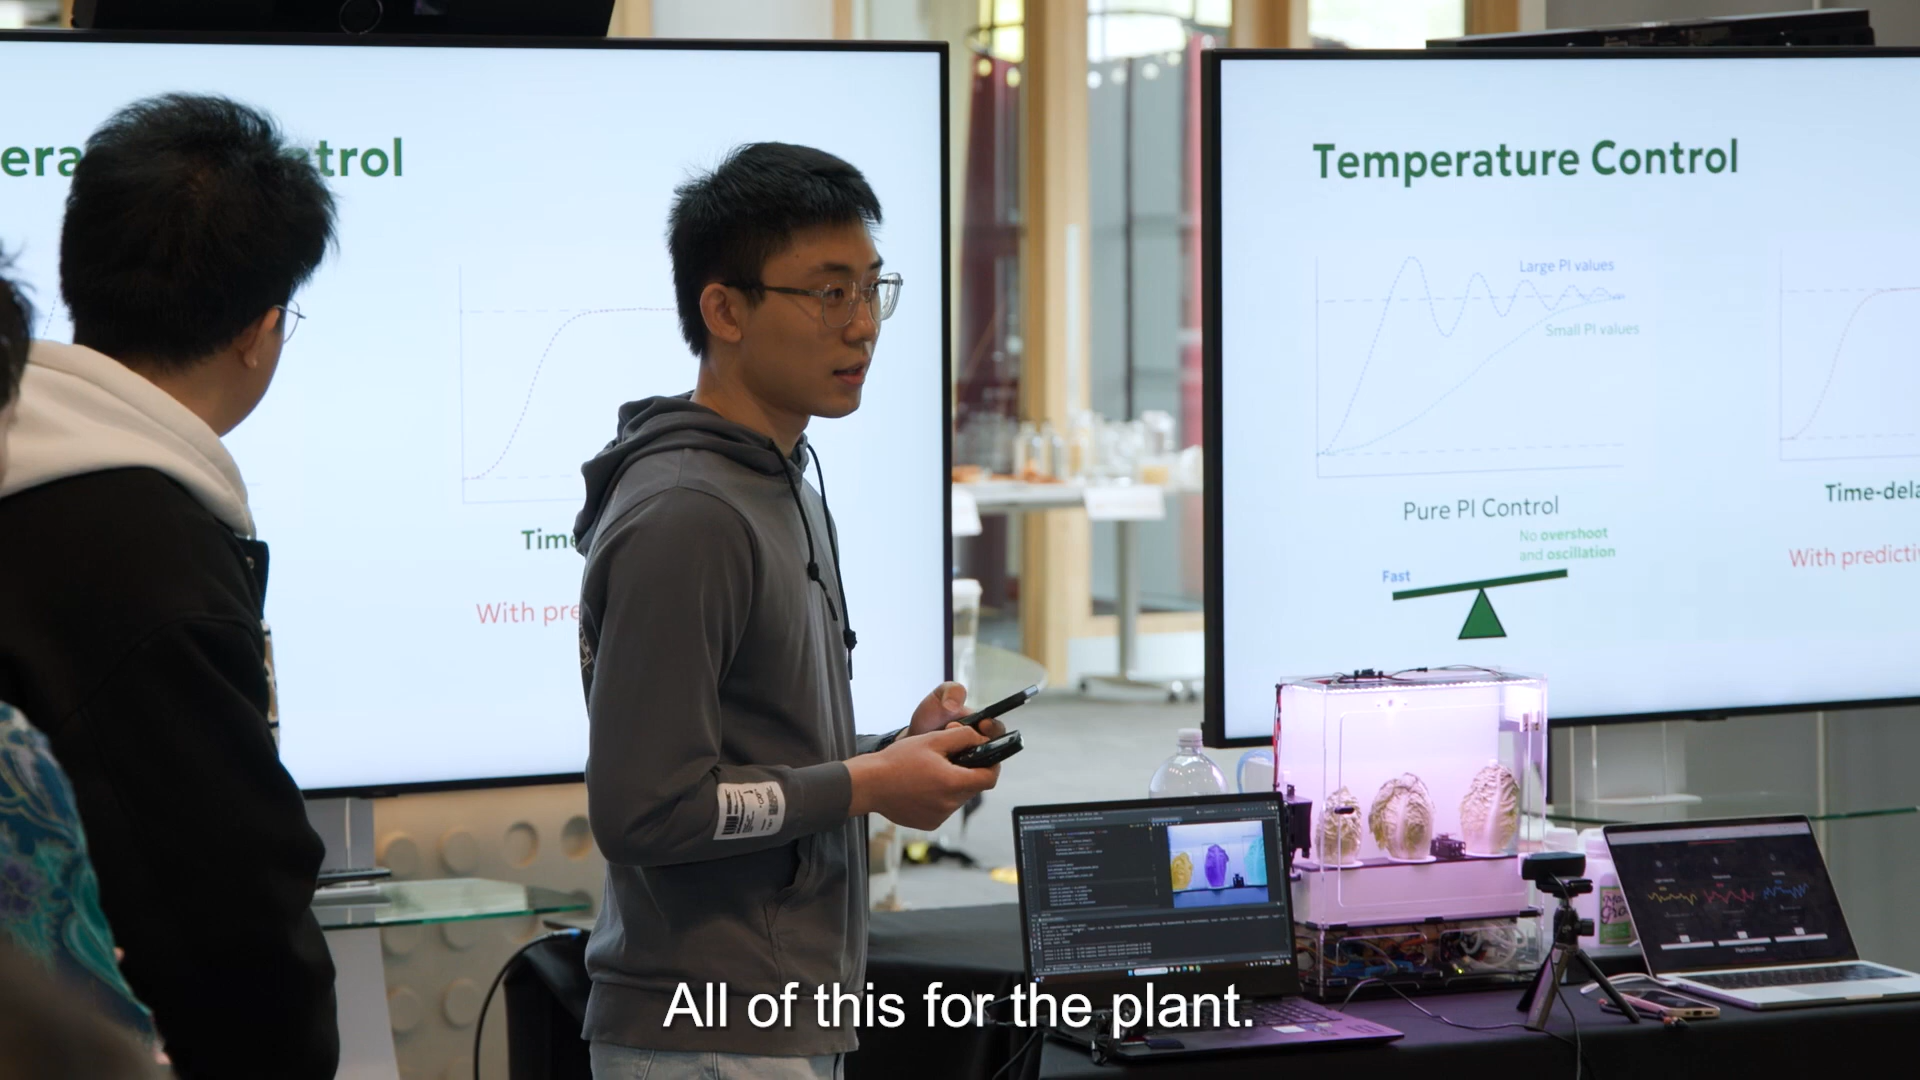 era
trol
Time
With pre
Temperature Control
Large PI values
Small PI values
Pure PI Control
No overshoot
and oscillation
Fast
Time-dela
With predicti
All of this for the plant.